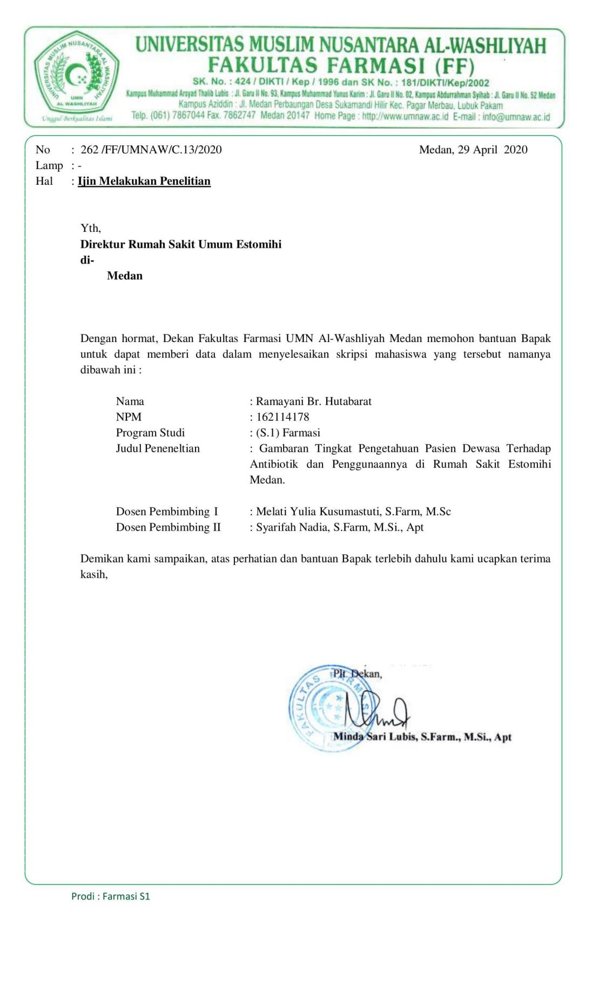 UNIVERSITAS MUSLIM NUSANTARA AL WASHLIYAH
UMN
AL WASHLIYAH
Unggul Berkualitas Islami
UNIVERSITAS MUSLIM NUSANTARA AL-WASHLIYAH
FAKULTAS FARMASI (FF)
SK. No. : 424 / DIKTI / Kep / 1996 dan SK No. : 181/DIKTI/Kep/2002
Kampus Muhammad Arsyad Thalib Lubis : Jl. Garu II No. 93, Kampus Muhammad Yunus Karim : Jl. Garu II No. 02, Kampus Abdurrahman Syihab : Jl. Garu II No. 52 Medan
Kampus Aziddin : Jl. Medan Perbaungan Desa Sukamandi Hilir Kec. Pagar Merbau, Lubuk Pakam
Telp. (061) 7867044 Fax. 7862747 Medan 20147 Home Page : http://www.umnaw.ac.id E-mail : info@umnaw.ac.id
No : 262 /FF/UMNAW/C.13/2020 Medan, 29 April 2020
Lamp : -
Hal : Ijin Melakukan Penelitian
Yth,
Direktur Rumah Sakit Umum Estomihi
di-
Medan
Dengan hormat, Dekan Fakultas Farmasi UMN Al-Washliyah Medan memohon bantuan Bapak
untuk dapat memberi data dalam menyelesaikan skripsi mahasiswa yang tersebut namanya
dibawah ini :
Nama : Ramayani Br. Hutabarat
NPM : 162114178
Program Studi : (S.1) Farmasi
Judul Peneneltian : Gambaran Tingkat Pengetahuan Pasien Dewasa Terhadap
Antibiotik dan Penggunaannya di Rumah Sakit Estomihi
Medan.
Dosen Pembimbing I : Melati Yulia Kusumastuti, S.Farm, M.Sc
Dosen Pembimbing II : Syarifah Nadia, S.Farm, M.Si., Apt
Demikan kami sampaikan, atas perhatian dan bantuan Bapak terlebih dahulu kami ucapkan terima
kasih,
Plt. Dekan,
FAKULTAS FARMASI
Minda Sari Lubis, S.Farm., M.Si., Apt
Prodi : Farmasi S1